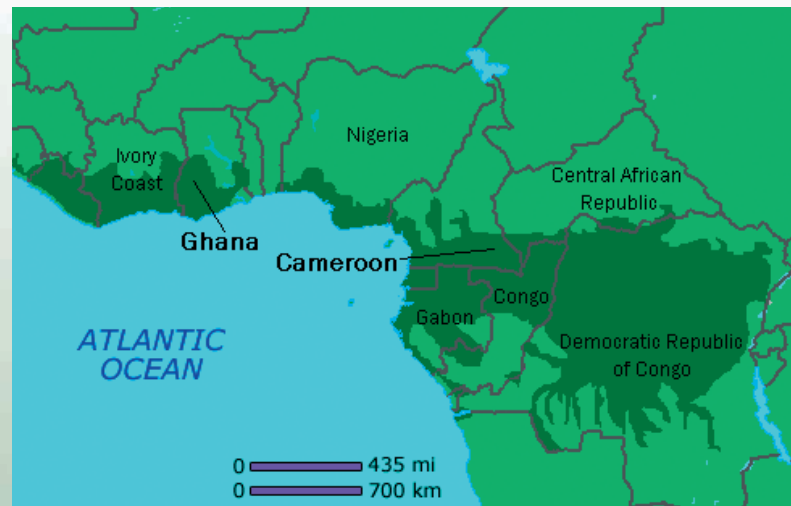 Nigeria
Ivory
Coast
Central African
Republic
Ghana
Cameroon
Congo
Gabon
ATLANTIC
OCEAN
Democratic Republic
of Congo
0 435 mi
0 700 km